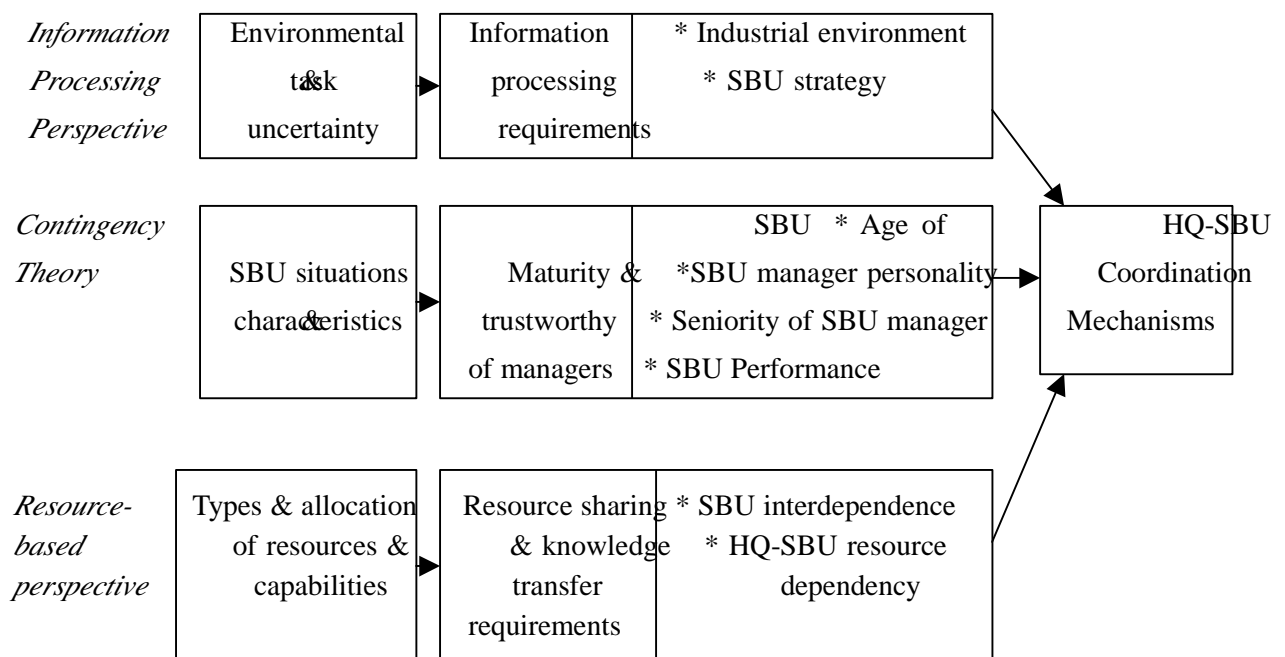 Information
Processing
Perspective
Environmental
task &
uncertainty
Information
processing
requirements
* Industrial environment
* SBU strategy
Contingency
Theory
SBU situations
& characteristics
Maturity &
trustworthy
of managers
SBU * Age of
*SBU manager personality
* Seniority of SBU manager
* SBU Performance
HQ-SBU
Coordination
Mechanisms
Resource-
based
perspective
Types & allocation
of resources &
capabilities
Resource sharing
& knowledge
transfer
requirements
* SBU interdependence
* HQ-SBU resource
dependency